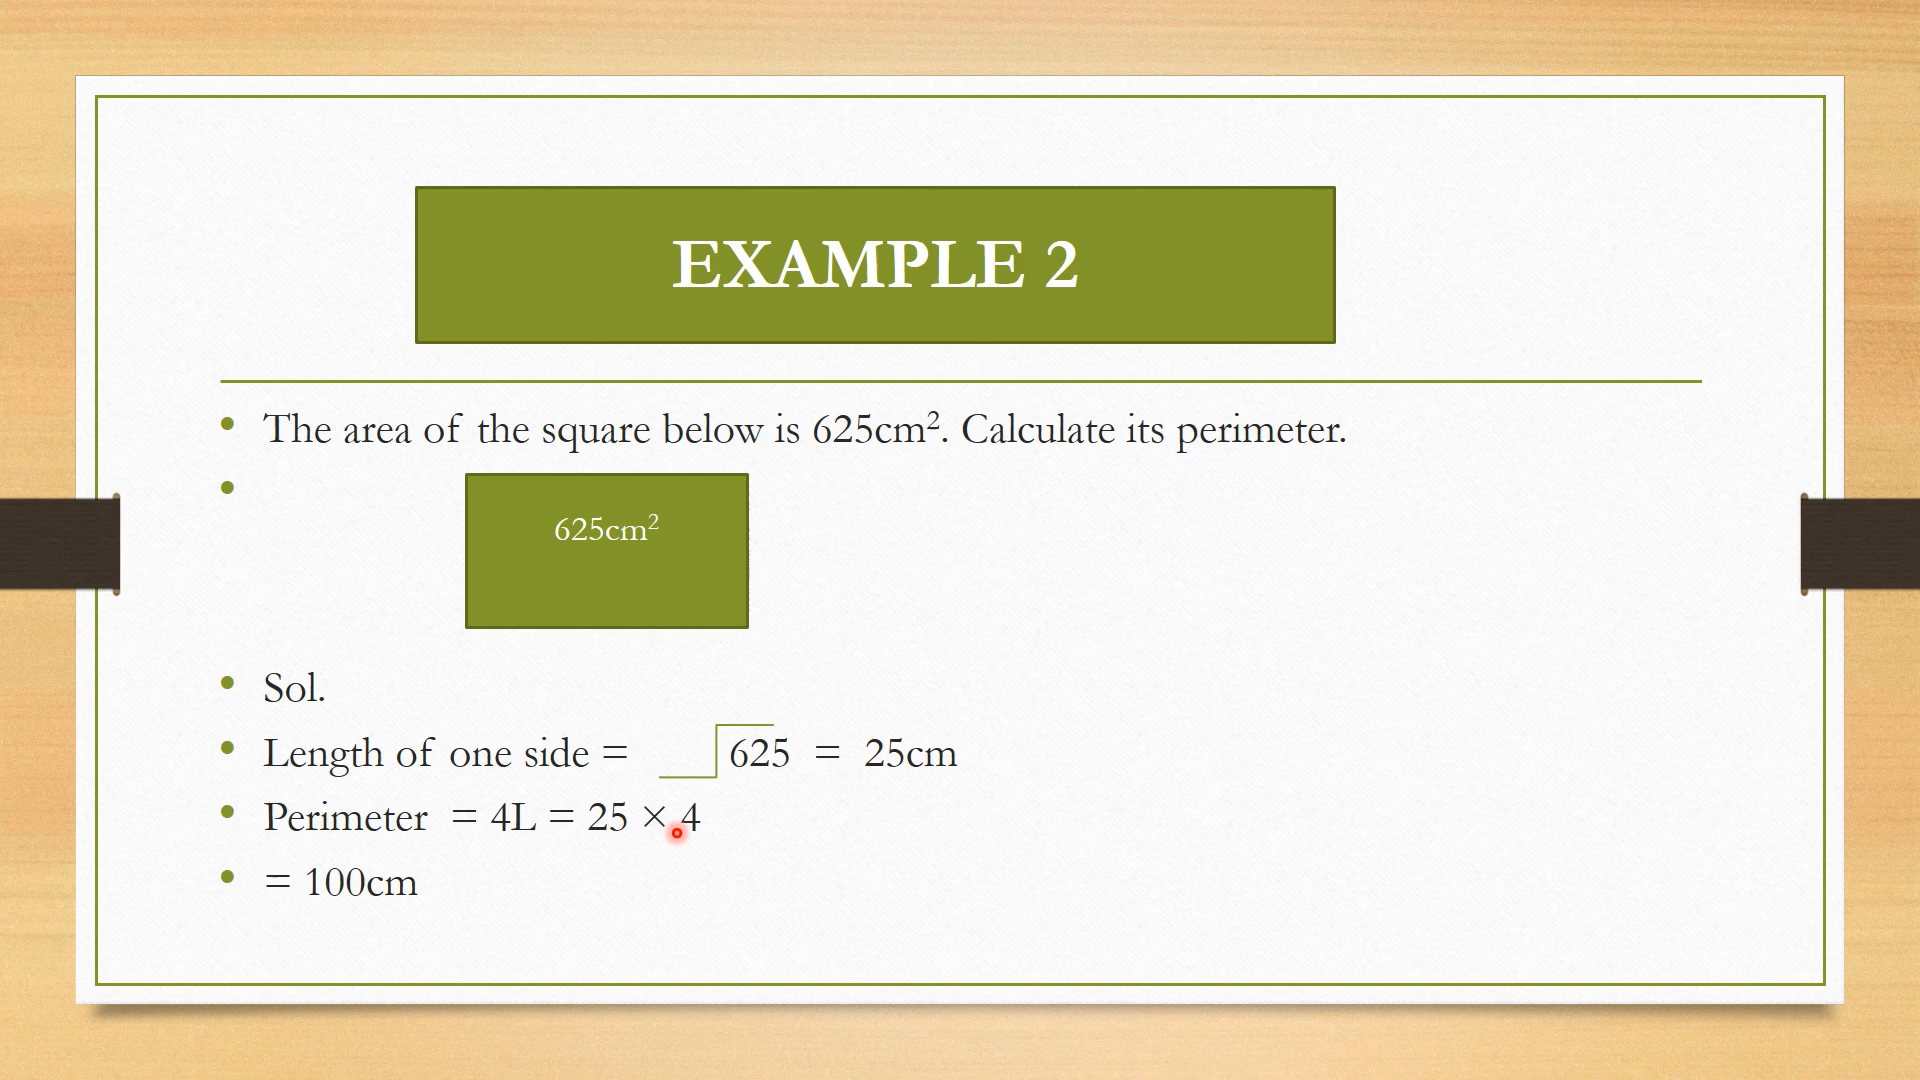 EXAMPLE 2
The area of the square below is 625cm². Calculate its perimeter.
625cm²
Sol.
Length of one side = √625 = 25cm
Perimeter = 4L = 25 × 4
= 100cm